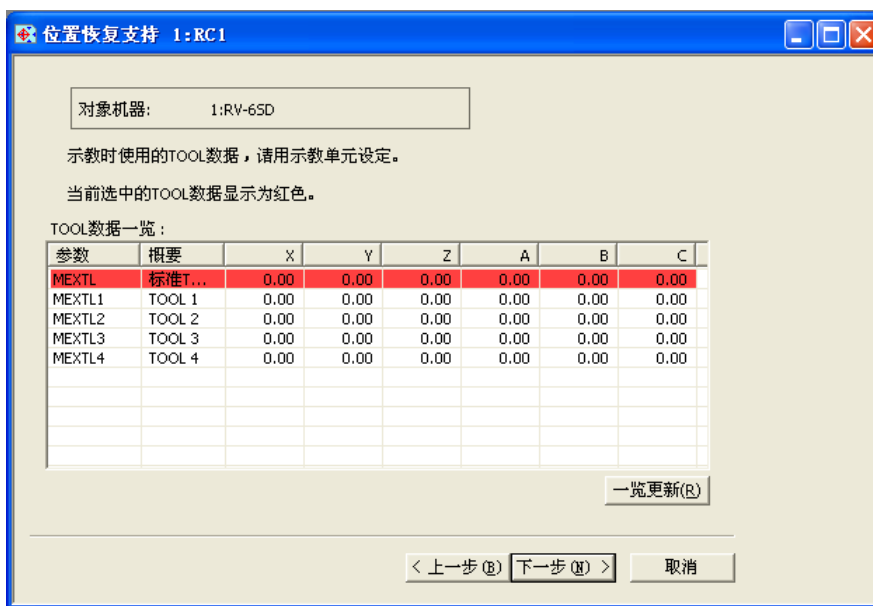 位置恢复支持 1:RC1
对象机器: 1:RV-6SD
示教时使用的TOOL数据，请用示教单元设定。
当前选中的TOOL数据显示为红色。
TOOL数据一览：
参数 概要 X Y Z A B C
MEXTL 标准T... 0.00 0.00 0.00 0.00 0.00 0.00
MEXTL1 TOOL 1 0.00 0.00 0.00 0.00 0.00 0.00
MEXTL2 TOOL 2 0.00 0.00 0.00 0.00 0.00 0.00
MEXTL3 TOOL 3 0.00 0.00 0.00 0.00 0.00 0.00
MEXTL4 TOOL 4 0.00 0.00 0.00 0.00 0.00 0.00
一览更新(R)
< 上一步(B) 下一步(N) > 取消